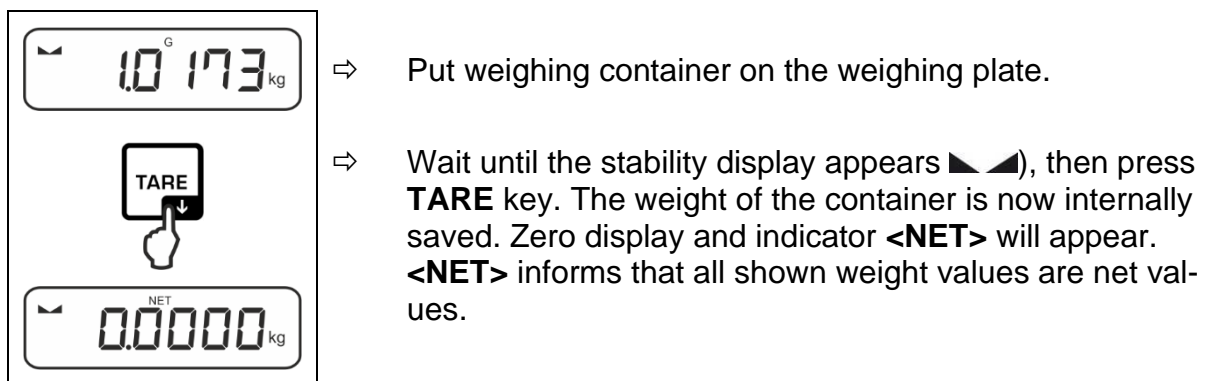 G
1.0173 kg
⇨ Put weighing container on the weighing plate.
TARE
⇨ Wait until the stability display appears ), then press
TARE key. The weight of the container is now internally
saved. Zero display and indicator <NET> will appear.
<NET> informs that all shown weight values are net val-
ues.
NET
0.0000 kg